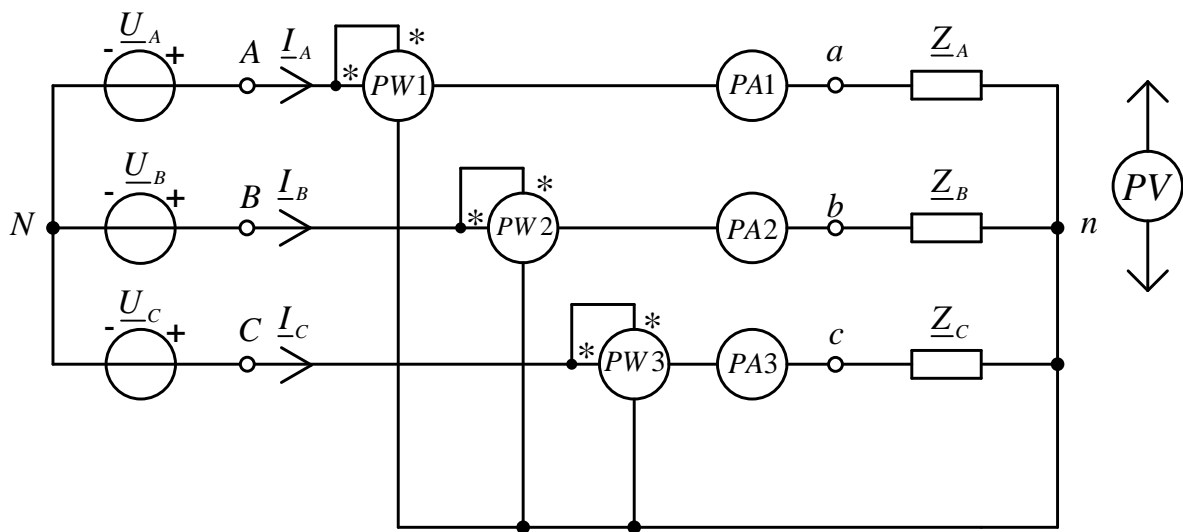 - U_A + A I_A * * PW1 PA1 a Z_A
- U_B + B I_B * * PW2 PA2 b Z_B
N n PV
- U_C + C I_C * * PW3 PA3 c Z_C